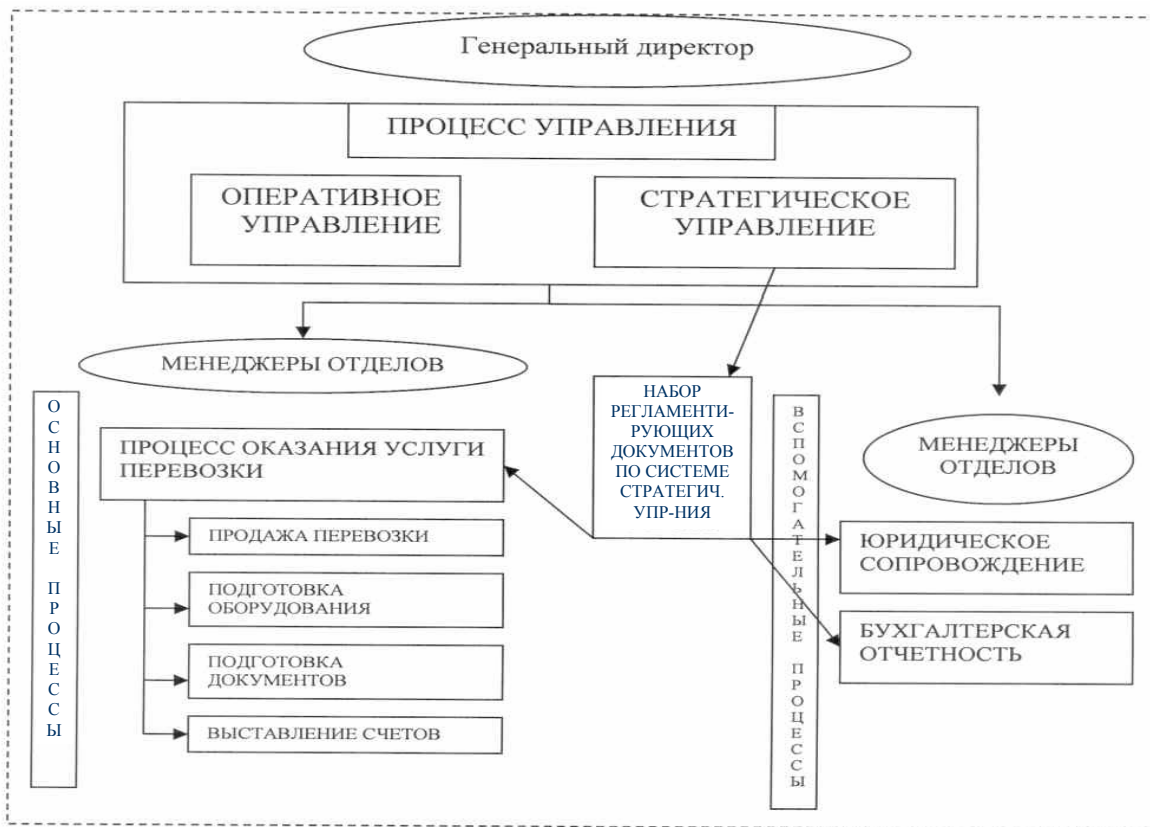 Генеральный директор
ПРОЦЕСС УПРАВЛЕНИЯ
ОПЕРАТИВНОЕ
УПРАВЛЕНИЕ
СТРАТЕГИЧЕСКОЕ
УПРАВЛЕНИЕ
МЕНЕДЖЕРЫ ОТДЕЛОВ
ОСНОВНЫЕ ПРОЦЕССЫ
ПРОЦЕСС ОКАЗАНИЯ УСЛУГИ
ПЕРЕВОЗКИ
ПРОДАЖА ПЕРЕВОЗКИ
ПОДГОТОВКА
ОБОРУДОВАНИЯ
ПОДГОТОВКА
ДОКУМЕНТОВ
ВЫСТАВЛЕНИЕ СЧЕТОВ
НАБОР
РЕГЛАМЕНТИ-
РУЮЩИХ
ДОКУМЕНТОВ
ПО СИСТЕМЕ
СТРАТЕГИЧ.
УПР-НИЯ
ВСПОМОГАТЕЛЬНЫЕ ПРОЦЕССЫ
МЕНЕДЖЕРЫ
ОТДЕЛОВ
ЮРИДИЧЕСКОЕ
СОПРОВОЖДЕНИЕ
БУХГАЛТЕРСКАЯ
ОТЧЕТНОСТЬ